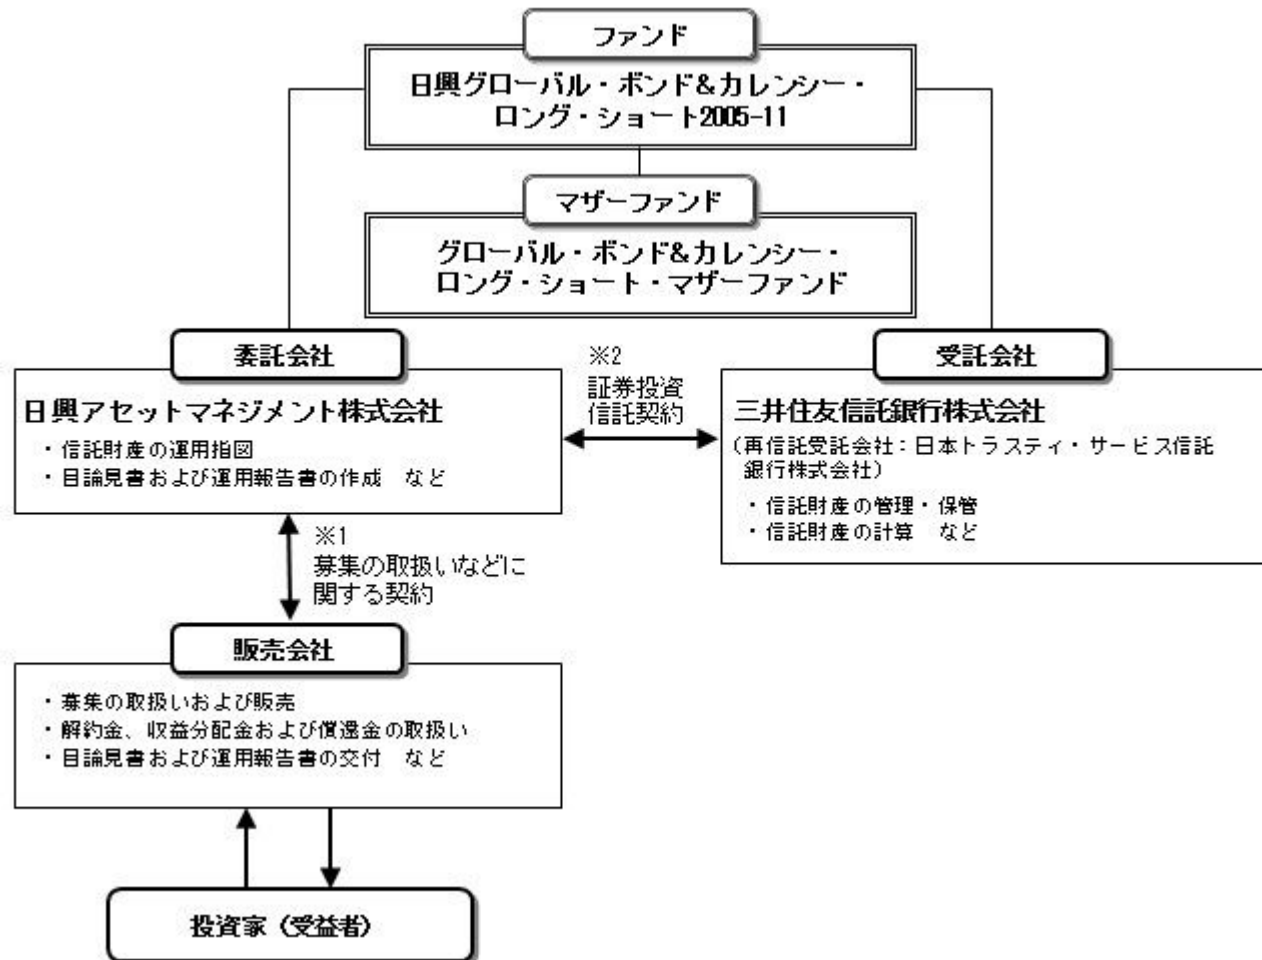 ファンド
日興グローバル・ボンド&カレンシー・
ロング・ショート2005-11
マザーファンド
グローバル・ボンド&カレンシー・
ロング・ショート・マザーファンド
委託会社
日興アセットマネジメント株式会社
・信託財産の運用指図
・目論見書および運用報告書の作成　など
※2
証券投資
信託契約
受託会社
三井住友信託銀行株式会社
（再信託受託会社：日本トラスティ・サービス信託
銀行株式会社）
・信託財産の管理・保管
・信託財産の計算　など
※1
募集の取扱いなどに
関する契約
販売会社
・募集の取扱いおよび販売
・解約金、収益分配金および償還金の取扱い
・目論見書および運用報告書の交付　など
投資家（受益者）